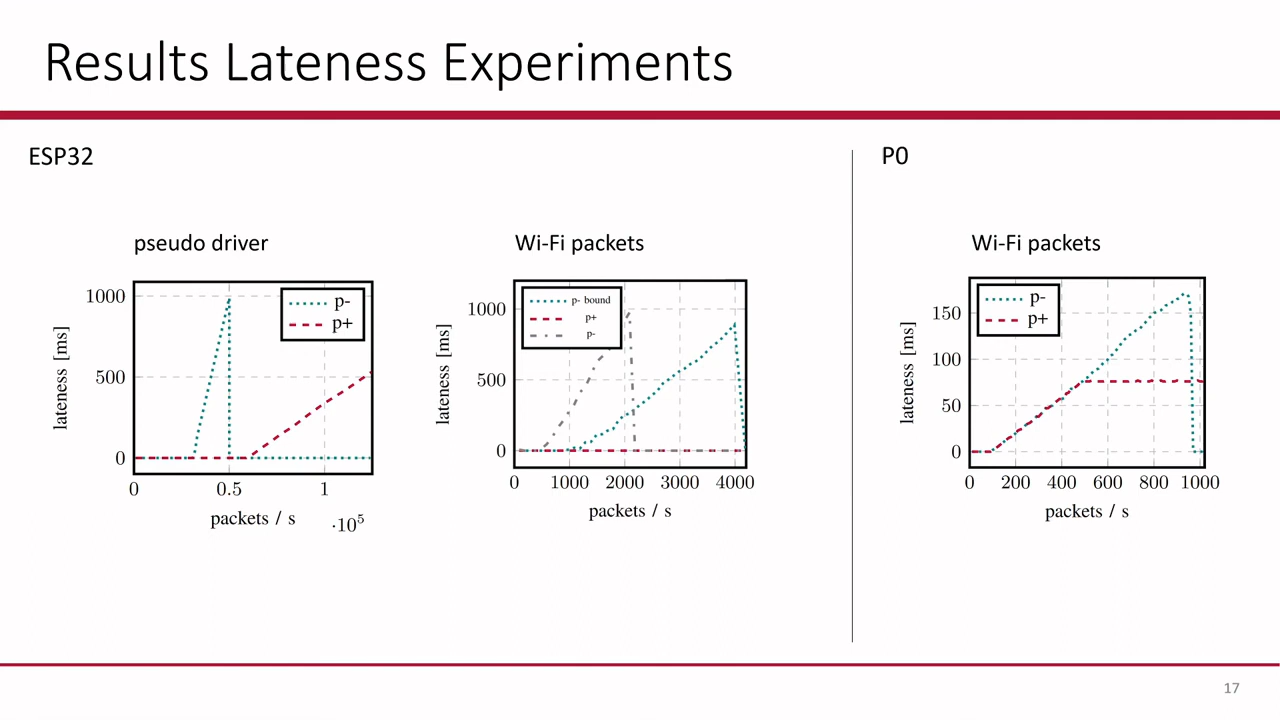 Results Lateness Experiments
ESP32
P0
pseudo driver
Wi-Fi packets
Wi-Fi packets
lateness [ms]
1000
500
0
p-
p+
0
0.5
1
packets / s
·10⁵
lateness [ms]
1000
500
0
p- bound
p+
p-
0
1000
2000
3000
4000
packets / s
lateness [ms]
150
100
50
0
p-
p+
0
200
400
600
800
1000
packets / s
17